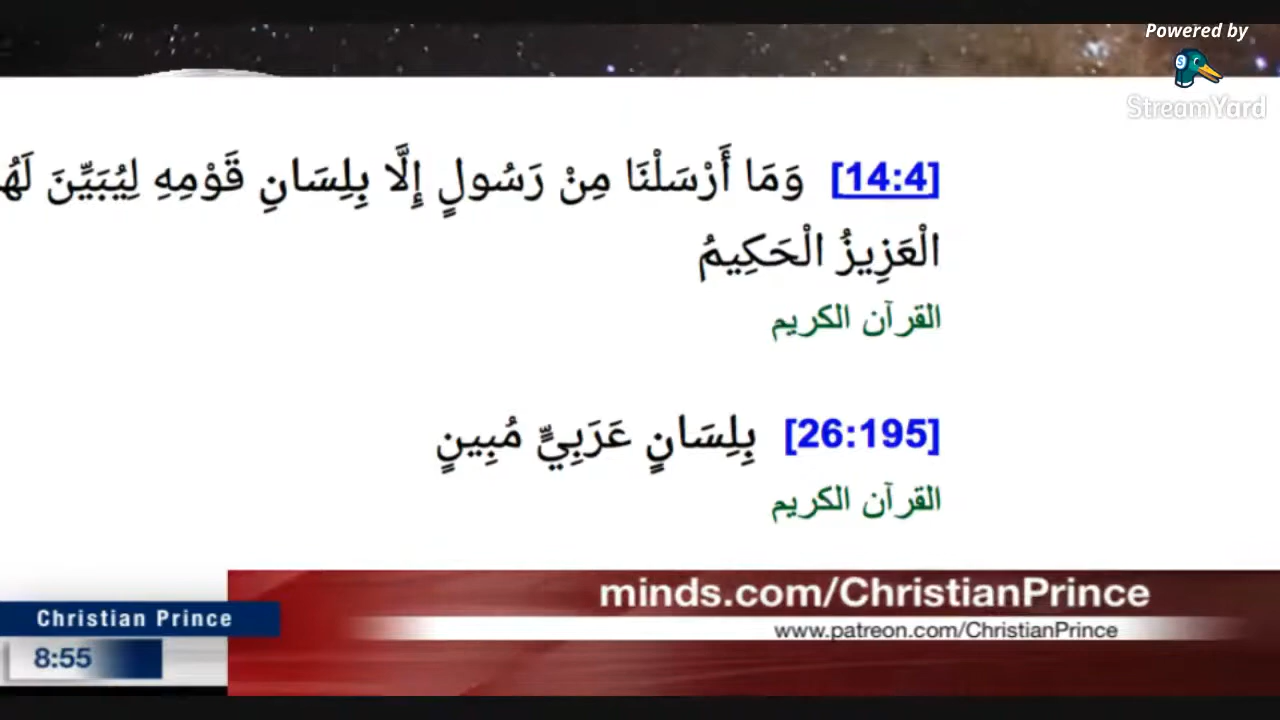 Powered by
StreamYard
[14:4] وَمَا أَرْسَلْنَا مِنْ رَسُولٍ إِلَّا بِلِسَانِ قَوْمِهِ لِيُبَيِّنَ
الْعَزِيزُ الْحَكِيمُ
القرآن الكريم
[26:195] بِلِسَانٍ عَرَبِيٍّ مُبِينٍ
القرآن الكريم
minds.com/ChristianPrince
www.patreon.com/ChristianPrince
Christian Prince
8:55